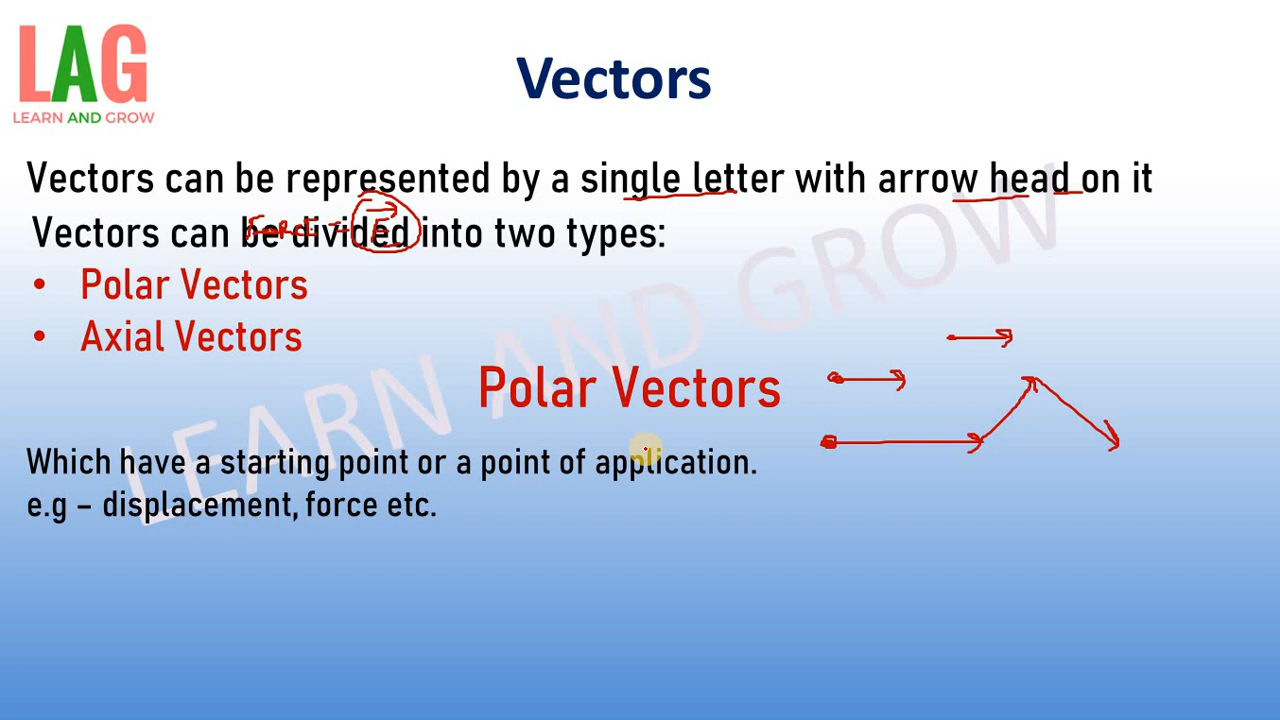 LAG
LEARN AND GROW
Vectors
Vectors can be represented by a single letter with arrow head on it
Force = F
Vectors can be divided into two types:
• Polar Vectors
• Axial Vectors
Polar Vectors
Which have a starting point or a point of application.
e.g – displacement, force etc.
LEARN AND GROW